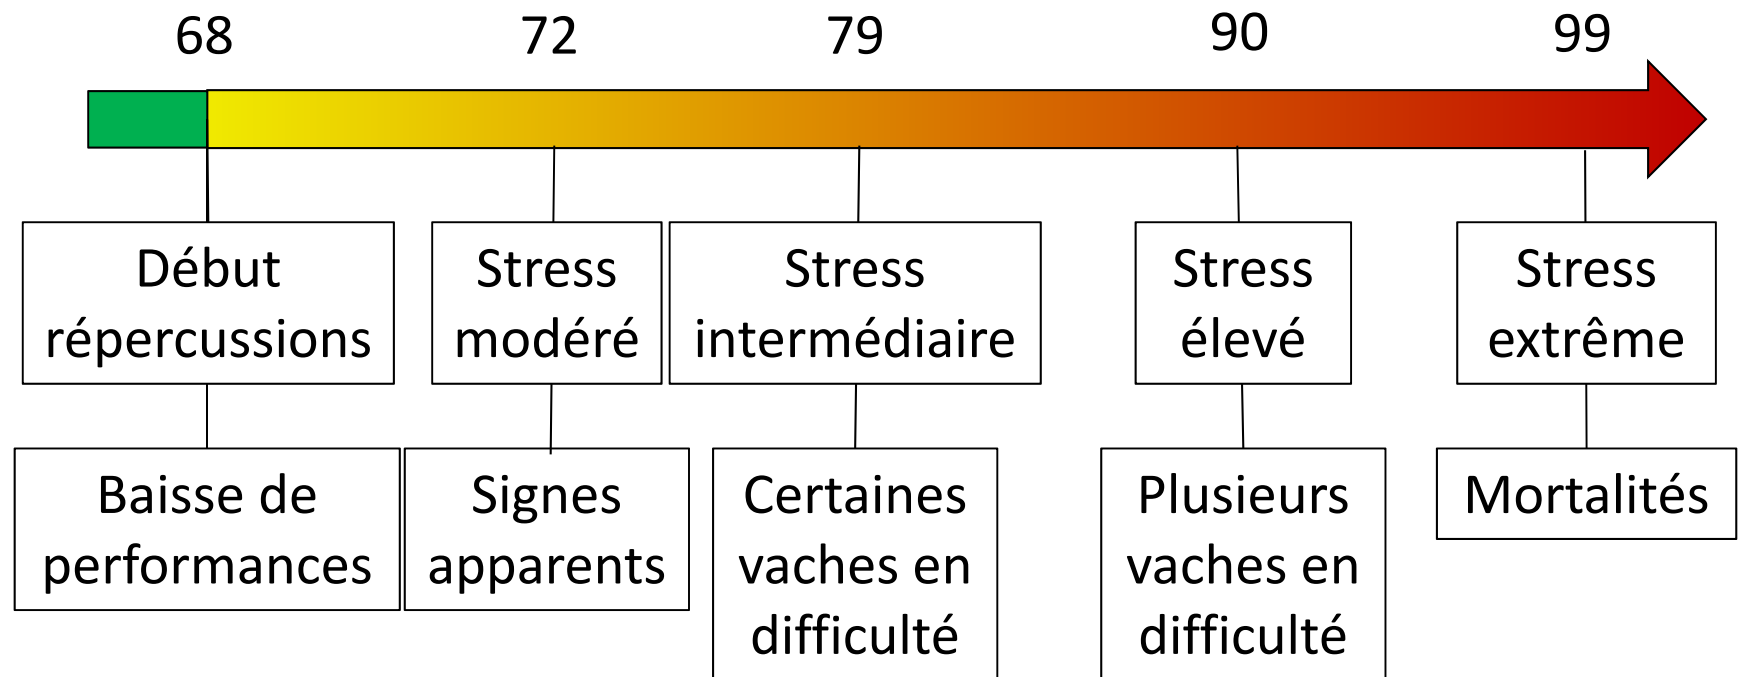 68
72
79
90
99
Début
répercussions
Stress
modéré
Stress
intermédiaire
Stress
élevé
Stress
extrême
Baisse de
performances
Signes
apparents
Certaines
vaches en
difficulté
Plusieurs
vaches en
difficulté
Mortalités